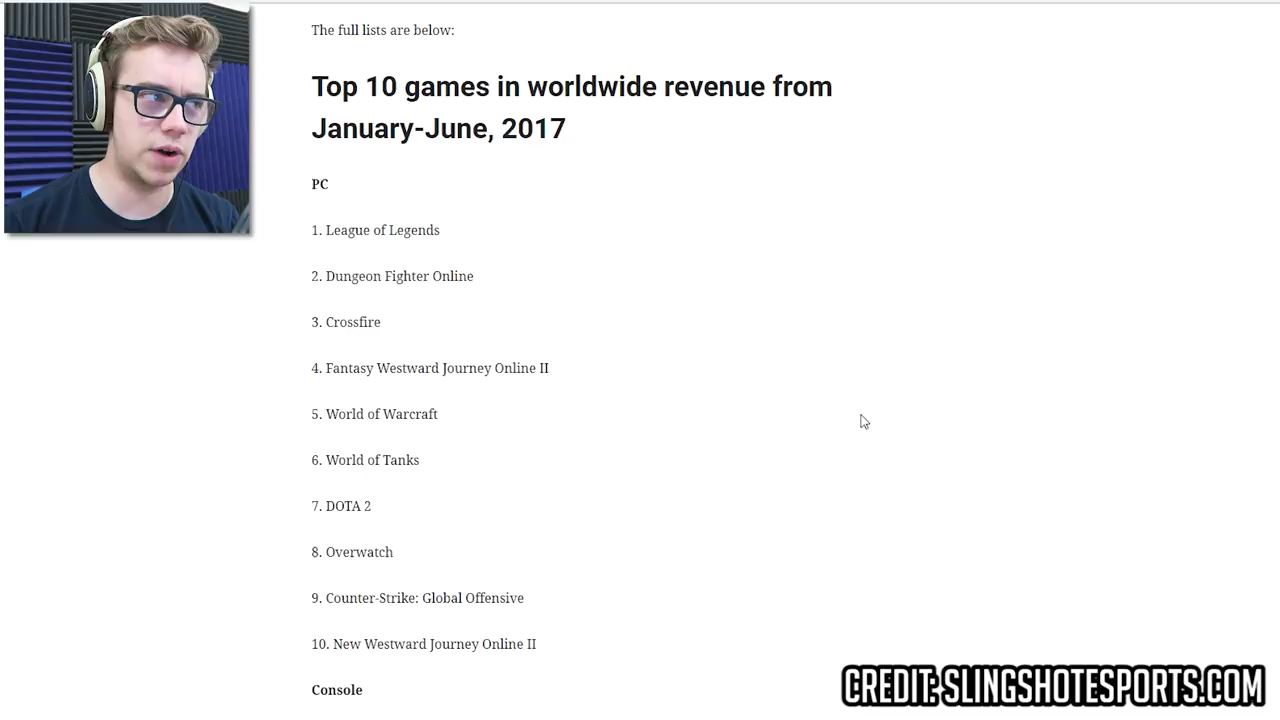 The full lists are below:
Top 10 games in worldwide revenue from
January-June, 2017
PC
1. League of Legends
2. Dungeon Fighter Online
3. Crossfire
4. Fantasy Westward Journey Online II
5. World of Warcraft
6. World of Tanks
7. DOTA 2
8. Overwatch
9. Counter-Strike: Global Offensive
10. New Westward Journey Online II
Console
CREDIT: SLINGSHOTESPORTS.COM